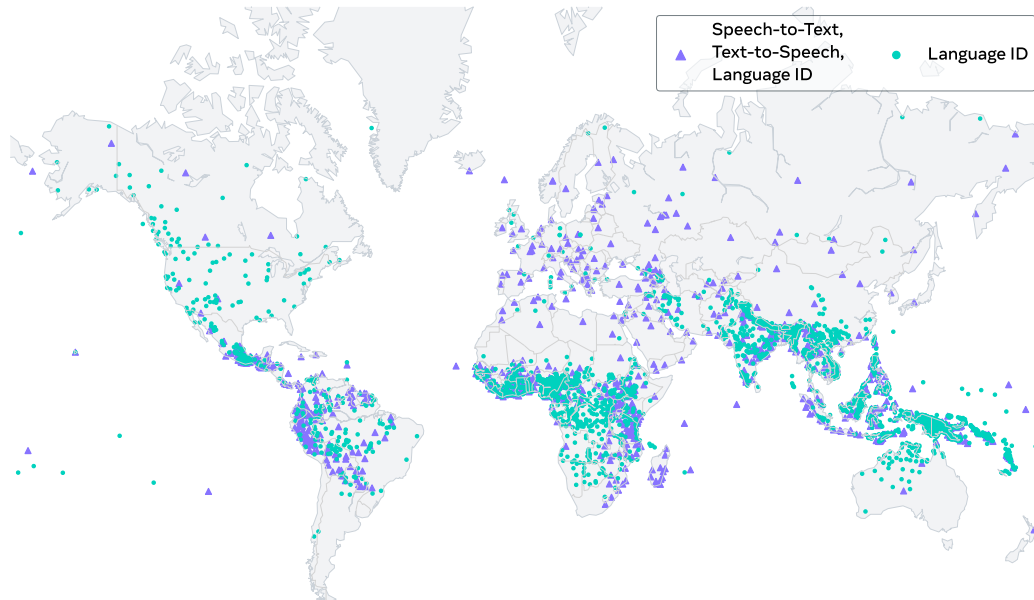 Speech-to-Text,
Text-to-Speech,
Language ID
Language ID